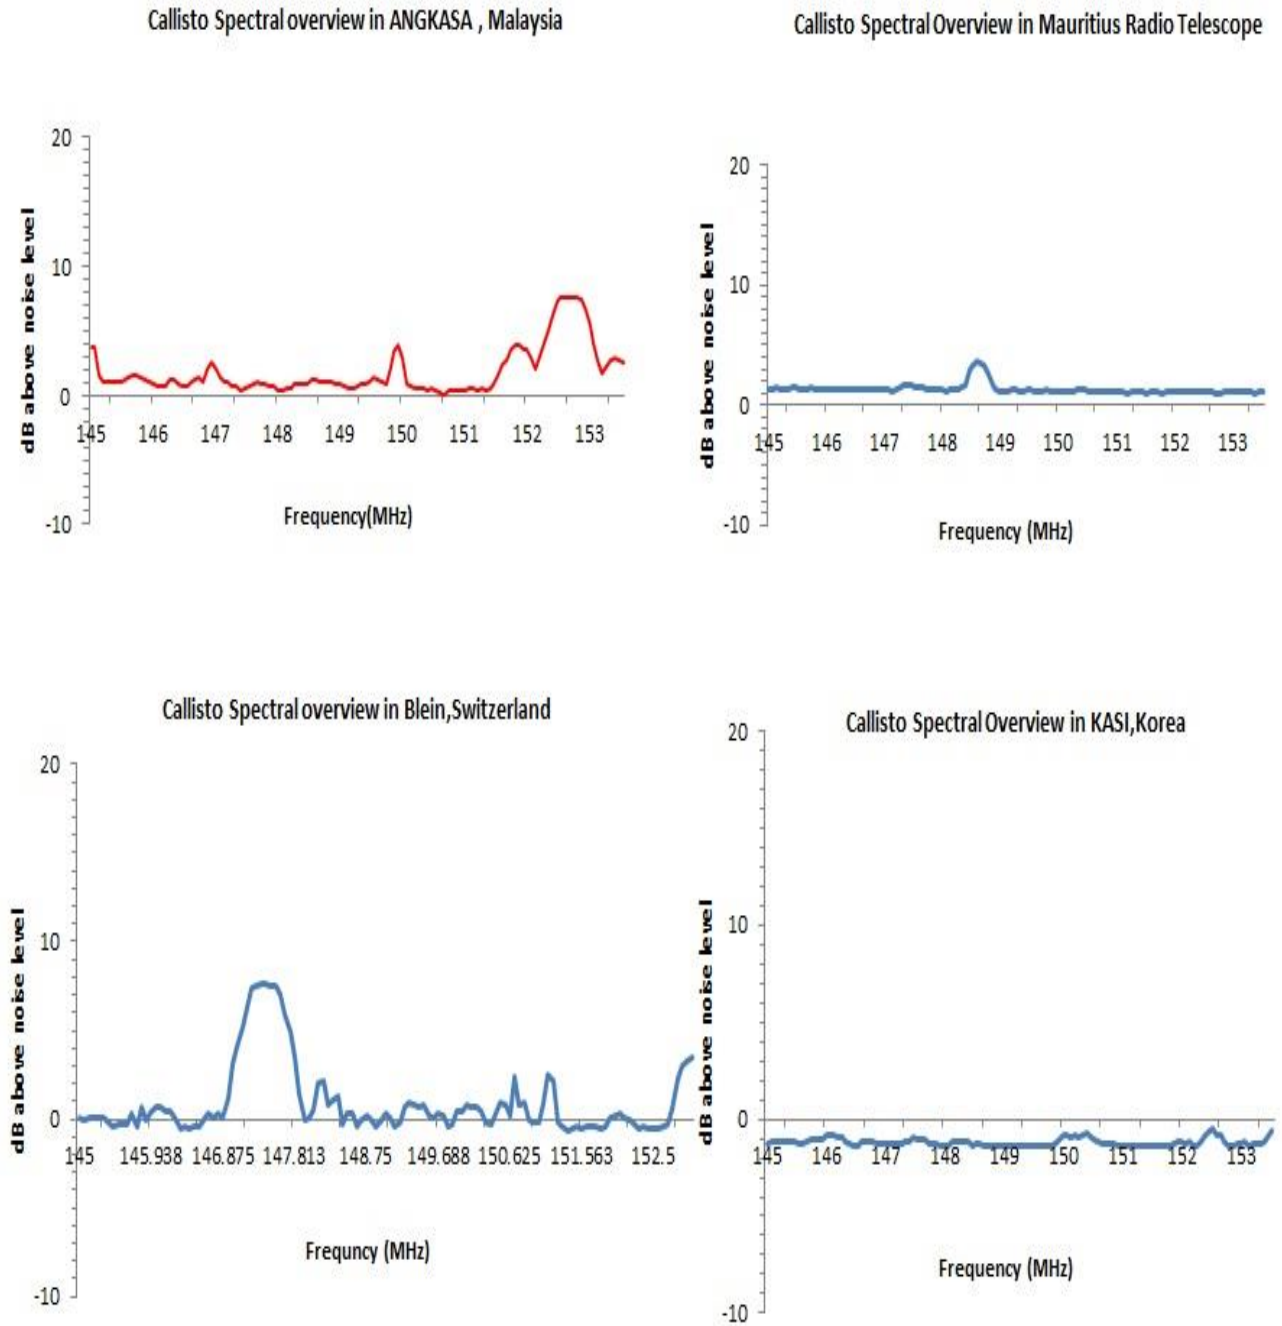 Callisto Spectral overview in ANGKASA , Malaysia
20
10
0
-10
dB above noise level
145 146 147 148 149 150 151 152 153
Frequency(MHz)
Callisto Spectral Overview in Mauritius Radio Telescope
20
10
0
-10
dB above noise level
145 146 147 148 149 150 151 152 153
Frequency (MHz)
Callisto Spectral overview in Blein,Switzerland
20
10
0
-10
dB above noise level
145 145.938 146.875 147.813 148.75 149.688 150.625 151.563 152.5
Frequncy (MHz)
Callisto Spectral Overview in KASI,Korea
20
10
0
-10
dB above noise level
145 146 147 148 149 150 151 152 153
Frequency (MHz)